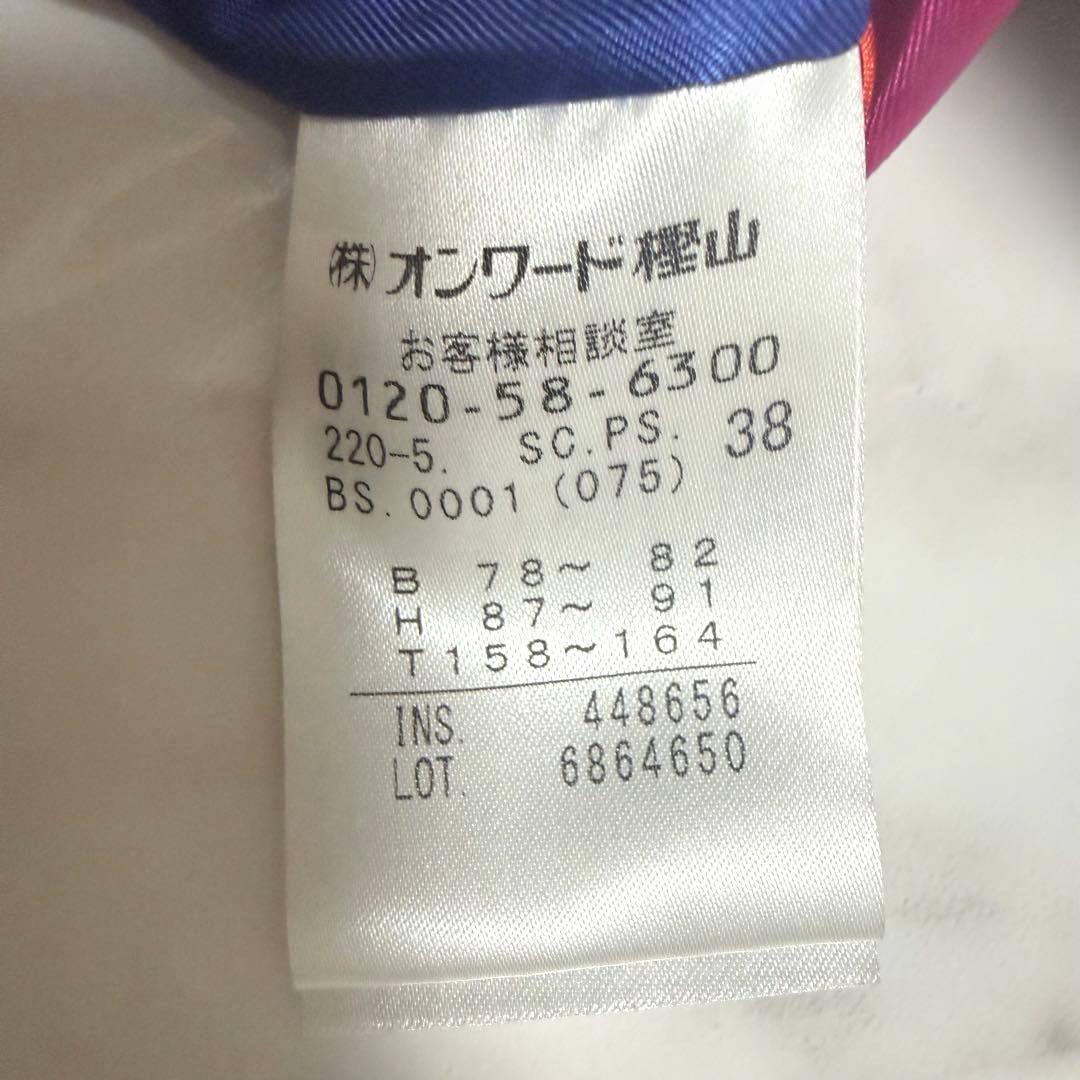 ㈱オンワード樫山
お客様相談室
0120-58-6300
220-5. SC.PS. 38
BS.0001 (075)
B 78~ 82
H 87~ 91
T158~164
INS. 448656
LOT. 6864650